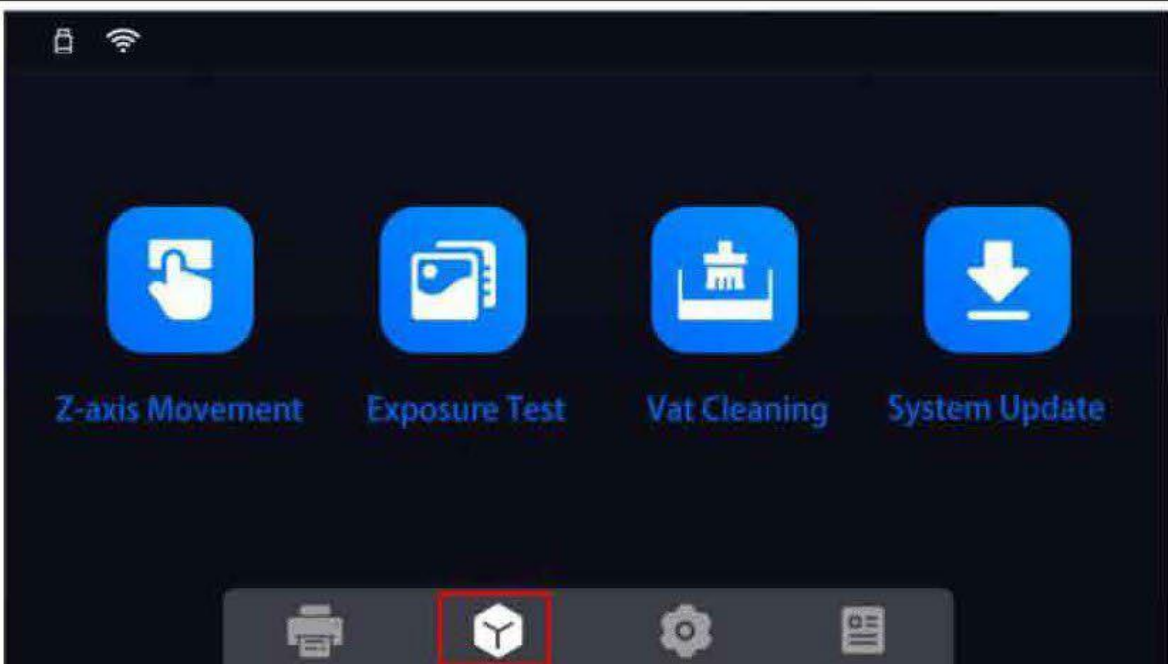 Z-axis Movement
Exposure Test
Vat Cleaning
System Update